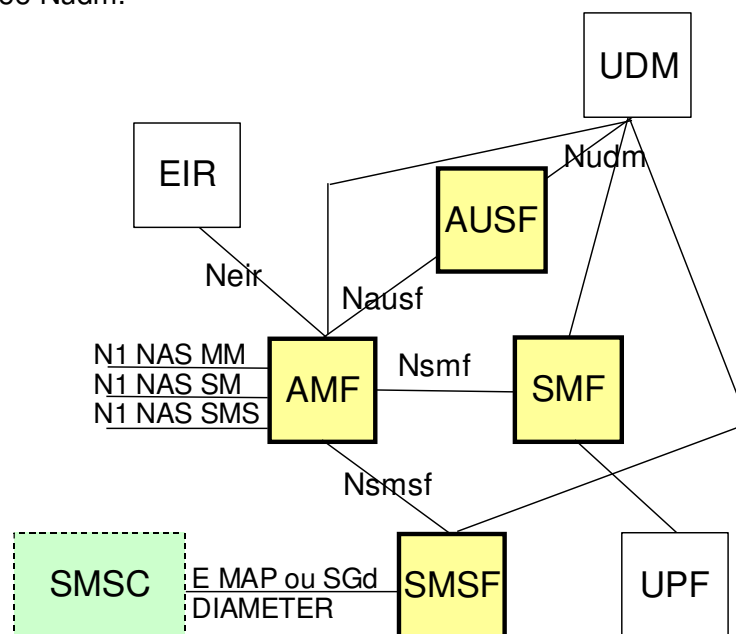 UDM
EIR
Nudm
AUSF
Neir
Nausf
N1 NAS MM
N1 NAS SM
N1 NAS SMS
AMF
Nsmf
SMF
Nsmsf
SMSC
E MAP ou SGd
DIAMETER
SMSF
UPF